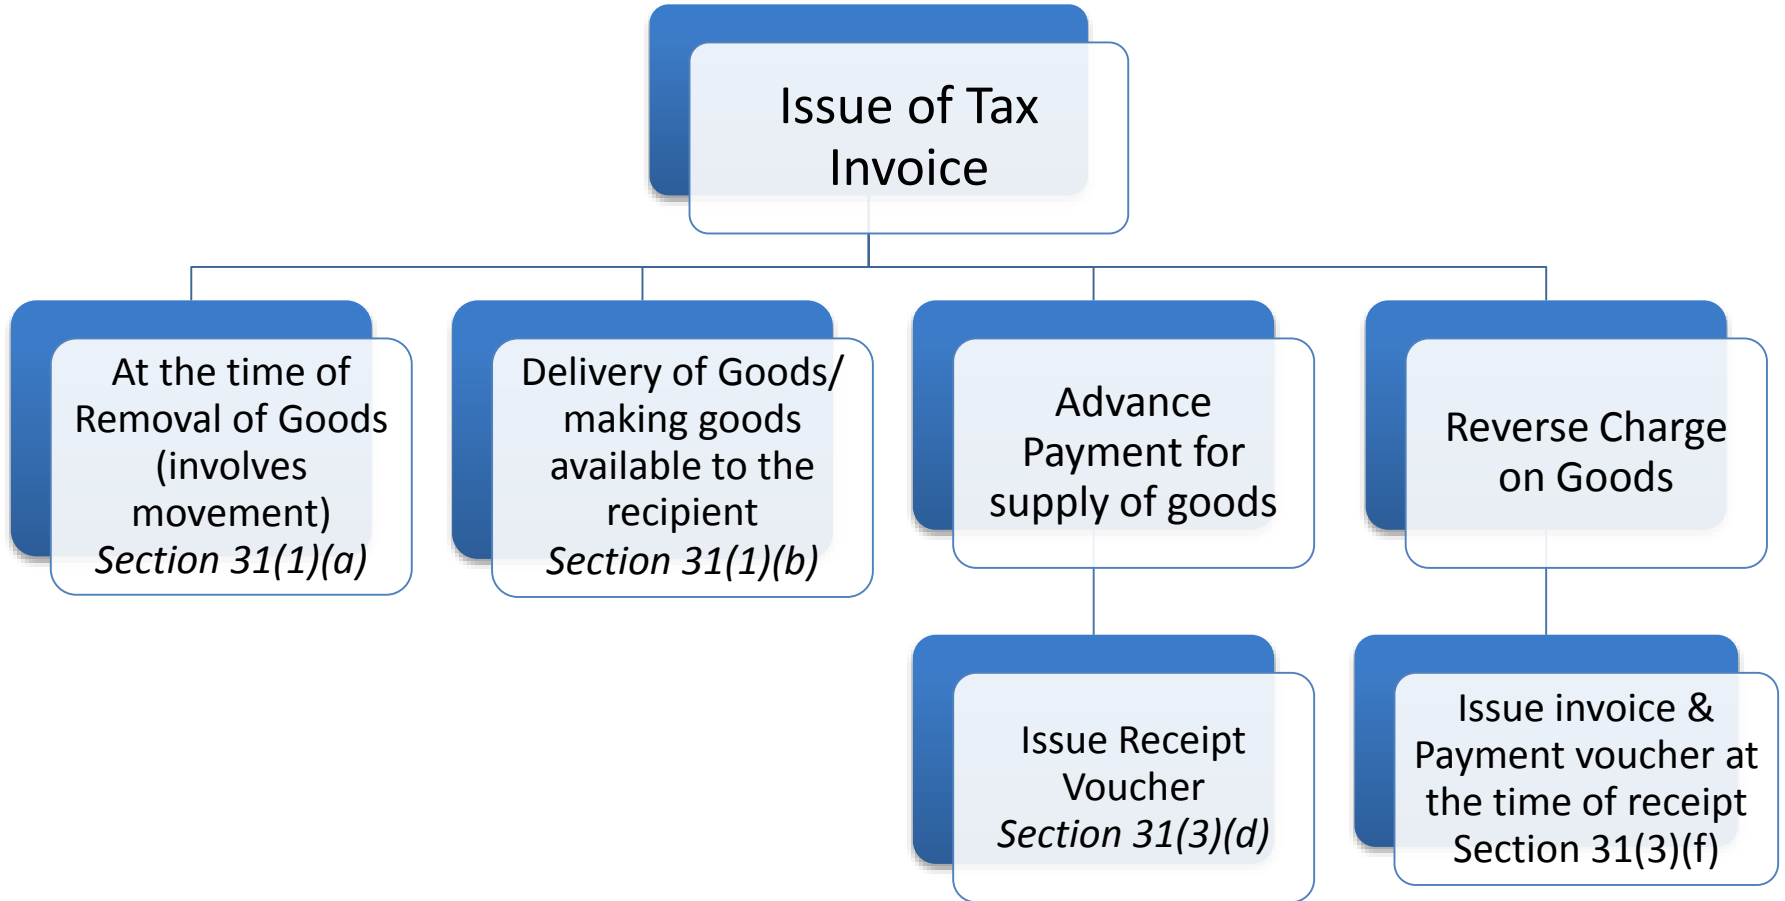 Issue of Tax
Invoice
At the time of
Removal of Goods
(involves
movement)
Section 31(1)(a)
Delivery of Goods/
making goods
available to the
recipient
Section 31(1)(b)
Advance
Payment for
supply of goods
Reverse Charge
on Goods
Issue Receipt
Voucher
Section 31(3)(d)
Issue invoice &
Payment voucher at
the time of receipt
Section 31(3)(f)